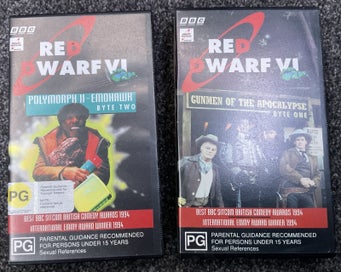 BBC
RED
DWARF VI
POLYMORPH II - EMOHAWK
BYTE TWO
PG
BEST BBC SITCOM BRITISH COMEDY AWARDS 1994
INTERNATIONAL EMMY AWARD WINNER 1994
PARENTAL GUIDANCE RECOMMENDED
FOR PERSONS UNDER 15 YEARS
Sexual References
BBC
RED
DWARF VI
GUNMEN OF THE APOCALYPSE
BYTE ONE
BEST BBC SITCOM BRITISH COMEDY AWARDS 1994
INTERNATIONAL EMMY AWARD WINNER 1994
PG
PARENTAL GUIDANCE RECOMMENDED
FOR PERSONS UNDER 15 YEARS
Sexual References